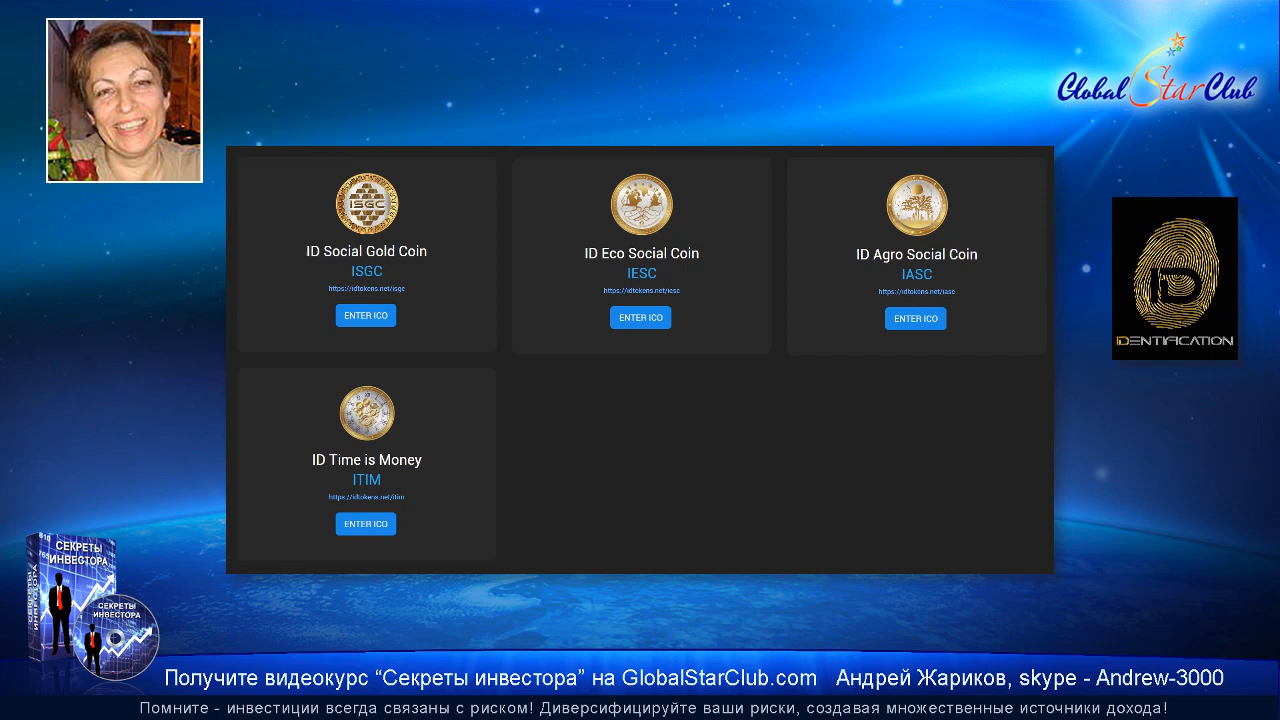 Global Star Club
ISGC
ID Social Gold Coin
ISGC
https://idtokens.net/isgc
ENTER ICO
ID Eco Social Coin
IESC
https://idtokens.net/iesc
ENTER ICO
ID Agro Social Coin
IASC
https://idtokens.net/iasc
ENTER ICO
ID
IDENTIFICATION
ID Time is Money
ITIM
https://idtokens.net/itim
ENTER ICO
СЕКРЕТЫ
ИНВЕСТОРА
СЕКРЕТЫ
ИНВЕСТОРА
СЕКРЕТЫ
ИНВЕСТОРА
Получите видеокурс “Секреты инвестора” на GlobalStarClub.com Андрей Жариков, skype - Andrew-3000
Помните - инвестиции всегда связаны с риском! Диверсифицируйте ваши риски, создавая множественные источники дохода!